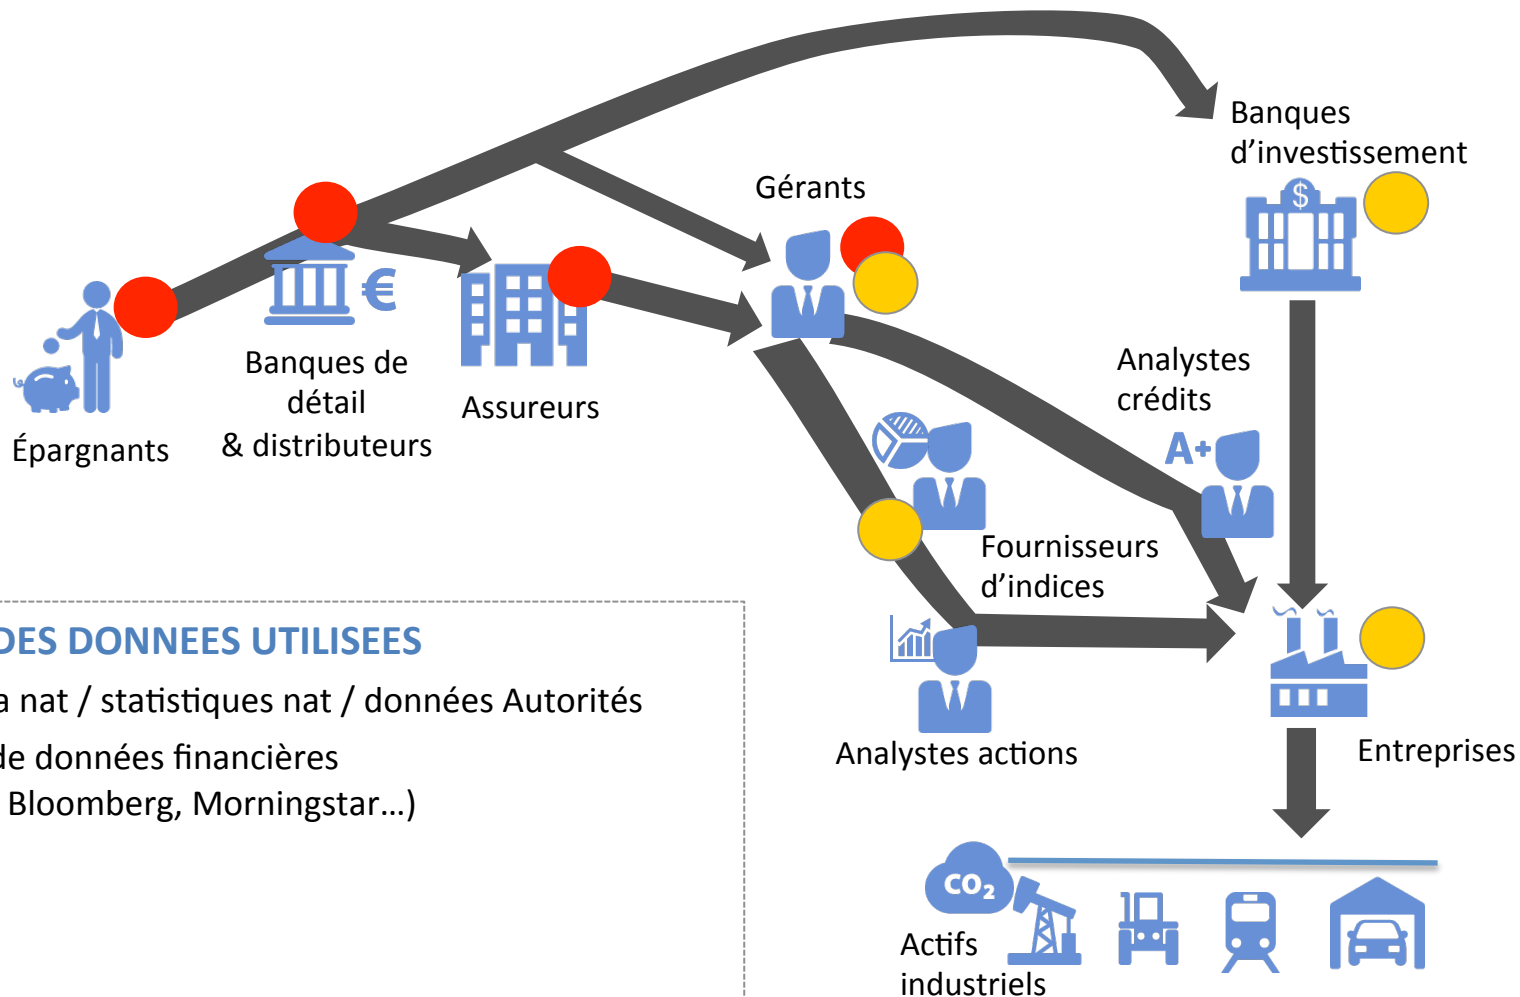 Banques
d'investissement
$
Gérants
€
Banques de
détail
& distributeurs
Assureurs
Épargnants
Analystes
crédits
A+
Fournisseurs
d'indices
Analystes actions
Entreprises
DES DONNEES UTILISEES
nat / statistiques nat / données Autorités
de données financières
Bloomberg, Morningstar…)
CO₂
Actifs
industriels